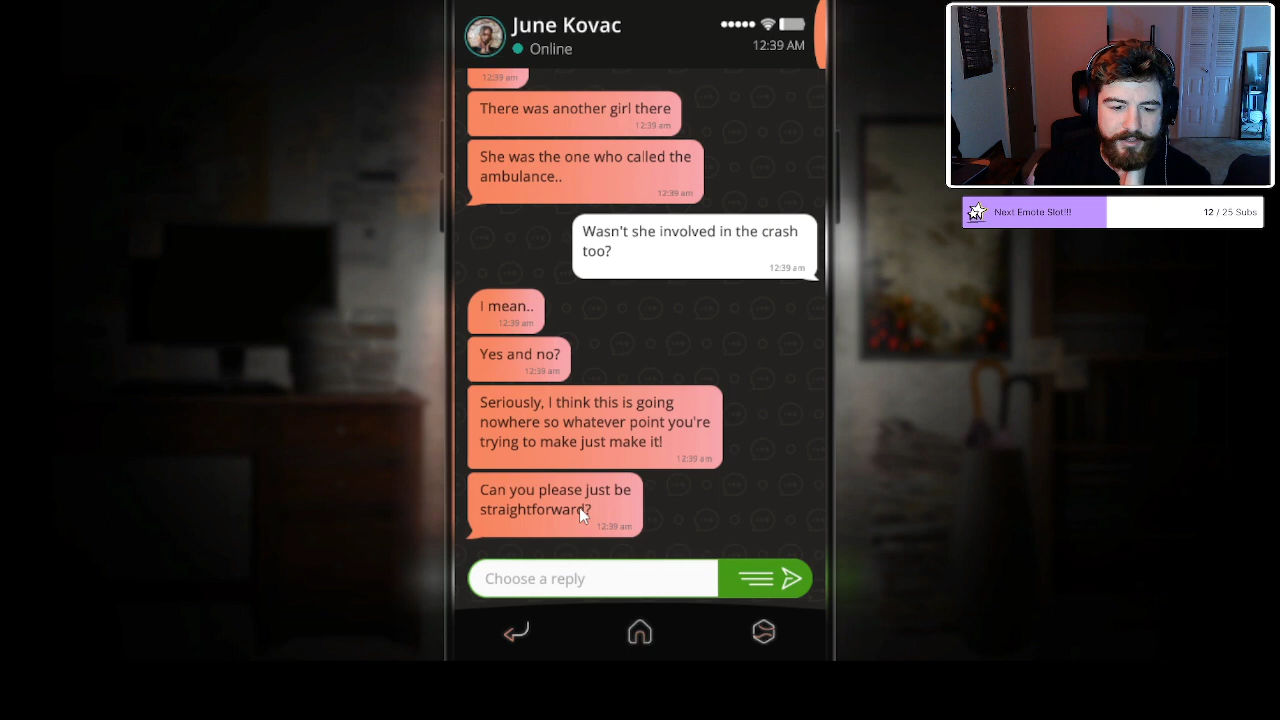 June Kovac
Online
12:39 AM
12:39 am
There was another girl there
12:39 am
She was the one who called the
ambulance..
12:39 am
Wasn't she involved in the crash
too?
12:39 am
I mean..
12:39 am
Yes and no?
12:39 am
Seriously, I think this is going
nowhere so whatever point you're
trying to make just make it!
12:39 am
Can you please just be
straightforward?
12:39 am
Choose a reply
Next Emote Slot!!!
12 / 25 Subs